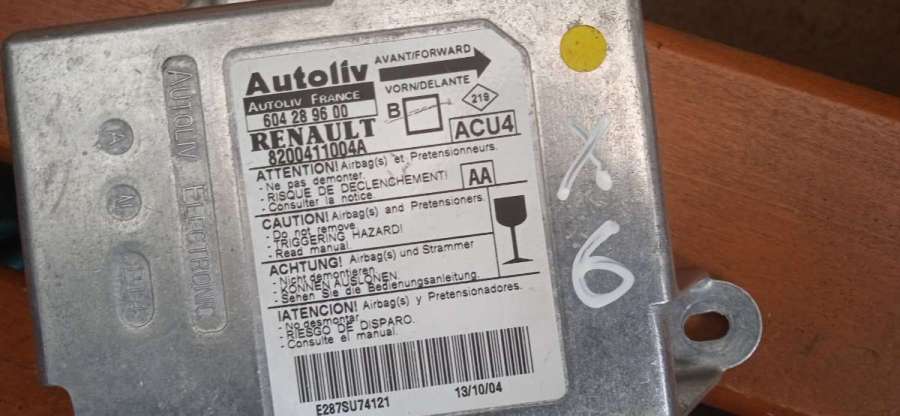 AUTOLIV ELECTRONIC
A
N
Autoliv
AUTOLIV FRANCE
604 28 96 00
RENAULT
8200411004A
AVANT/FORWARD
VORN/DELANTE
B
219
ACU4
AA
ATTENTION! Airbag(s) et Pretensionneurs.
- Ne pas demonter.
- RISQUE DE DECLENCHEMENT!
- Consulter la notice.
CAUTION! Airbag(s) and Pretensioners.
- Do not remove.
- TRIGGERING HAZARD!
- Read manual.
ACHTUNG! Airbag(s) und Strammer
- Nicht demontieren.
- KONNEN AUSLOSEN.
- Sehen Sie die Bedienungsanleitung.
!ATENCION! Airbag(s) y Pretensionadores.
- No desmontar.
- RIESGO DE DISPARO.
- Consulte el manual.
E287SU74121
13/10/04
X
6